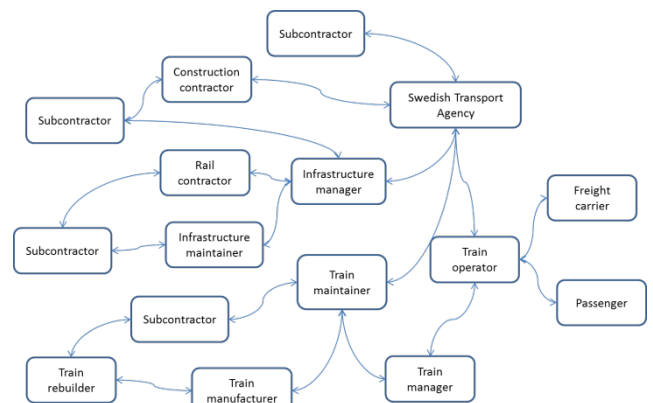 Subcontractor
Construction
contractor
Swedish Transport
Agency
Subcontractor
Rail
contractor
Infrastructure
manager
Freight
carrier
Subcontractor
Infrastructure
maintainer
Train
operator
Train
maintainer
Passenger
Subcontractor
Train
rebuilder
Train
manufacturer
Train
manager